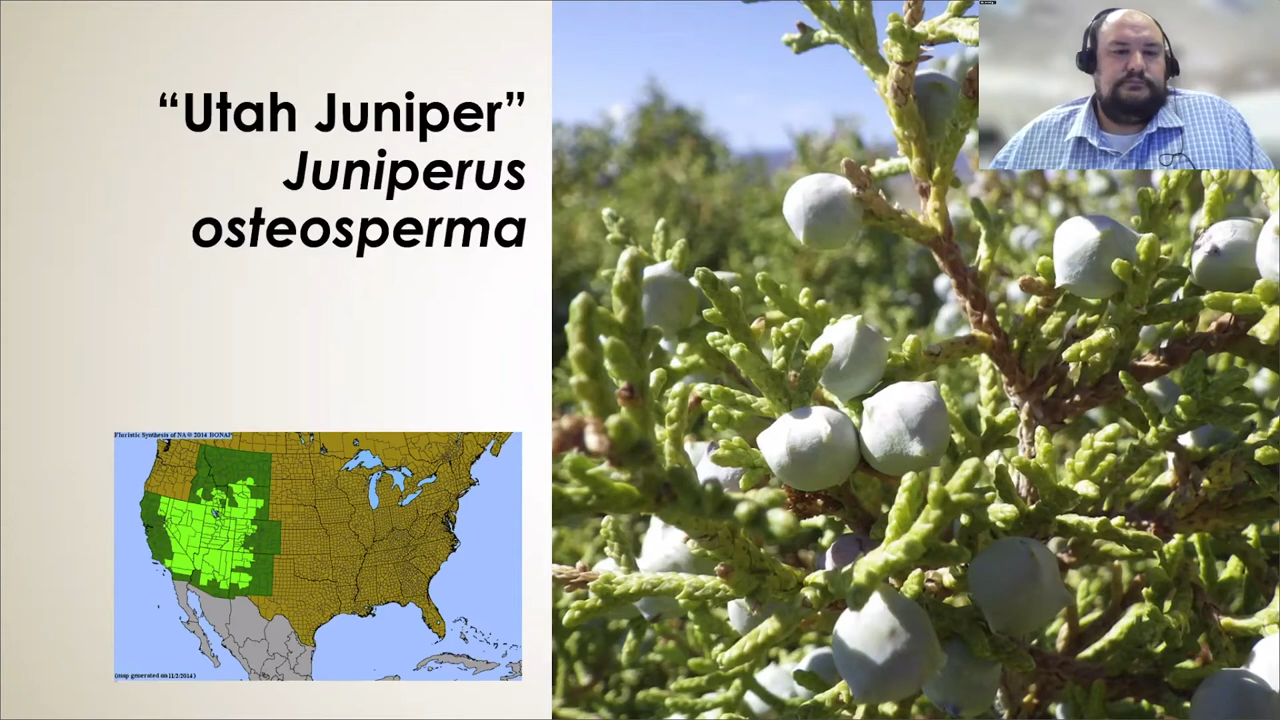 “Utah Juniper”
Juniperus
osteosperma
Floristic Synthesis of NA © 2014 BONAP
(map generated on 11/2/2014)